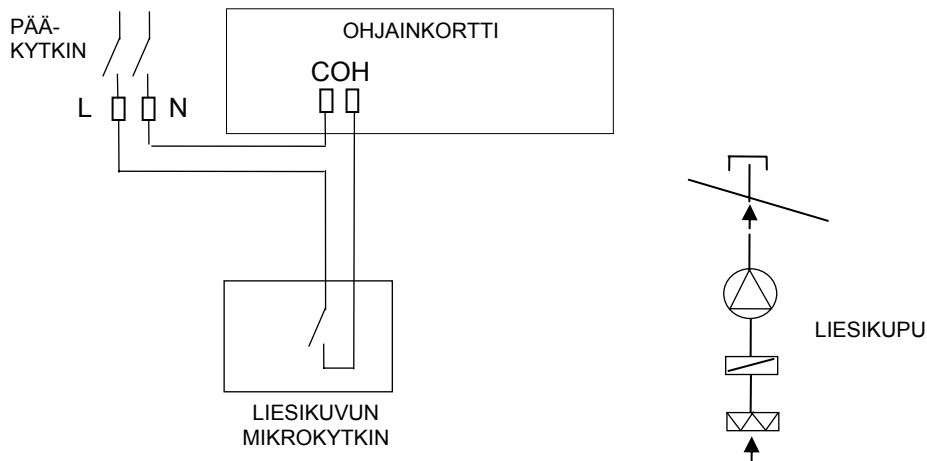 PÄÄ-
KYTKIN
OHJAINKORTTI
COH
L N
LIESIKUPU
LIESIKUVUN
MIKROKYTKIN